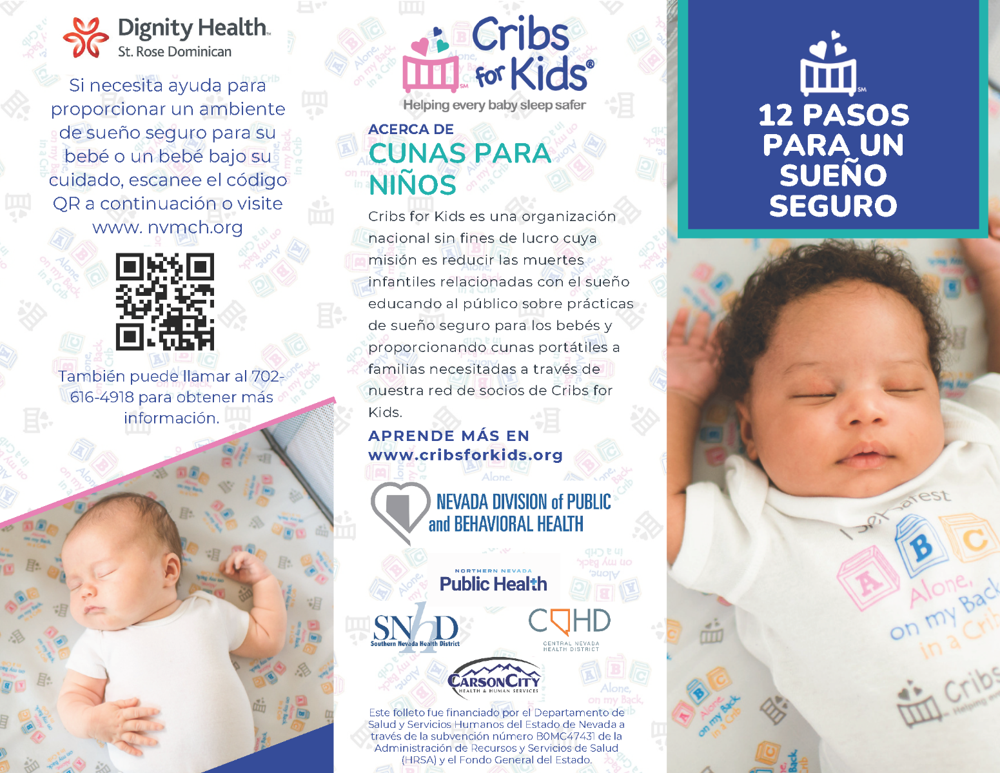 Dignity Health™
St. Rose Dominican
Si necesita ayuda para
proporcionar un ambiente
de sueño seguro para su
bebé o un bebé bajo su
cuidado, escanee el código
QR a continuación o visite
www. nvmch.org
También puede llamar al 702-
616-4918 para obtener más
información.
Cribs
for Kids®
SM
Helping every baby sleep safer
ACERCA DE
CUNAS PARA
NIÑOS
Cribs for Kids es una organización
nacional sin fines de lucro cuya
misión es reducir las muertes
infantiles relacionadas con el sueño
educando al público sobre prácticas
de sueño seguro para los bebés y
proporcionando cunas portátiles a
familias necesitadas a través de
nuestra red de socios de Cribs for
Kids.
APRENDE MÁS EN
www.cribsforkids.org
NEVADA DIVISION of PUBLIC
and BEHAVIORAL HEALTH
NORTHERN NEVADA
Public Health
SNhD
Southern Nevada Health District
CNHD
CENTRAL NEVADA
HEALTH DISTRICT
CARSON CITY
HEALTH & HUMAN SERVICES
Este folleto fue financiado por el Departamento de
Salud y Servicios Humanos del Estado de Nevada a
través de la subvención número B0MC47431 de la
Administración de Recursos y Servicios de Salud
(HRSA) y el Fondo General del Estado.
SM
12 PASOS
PARA UN
SUEÑO
SEGURO
I Sleep Safest
A B C
Alone,
on my Back
in a Crib
Cribs
Helping